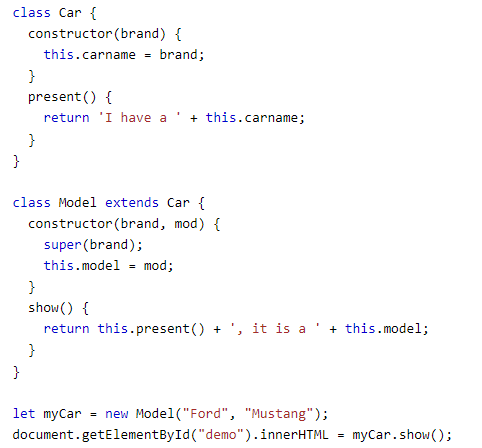 class Car {
  constructor(brand) {
    this.carname = brand;
  }
  present() {
    return 'I have a ' + this.carname;
  }
}

class Model extends Car {
  constructor(brand, mod) {
    super(brand);
    this.model = mod;
  }
  show() {
    return this.present() + ', it is a ' + this.model;
  }
}

let myCar = new Model("Ford", "Mustang");
document.getElementById("demo").innerHTML = myCar.show();